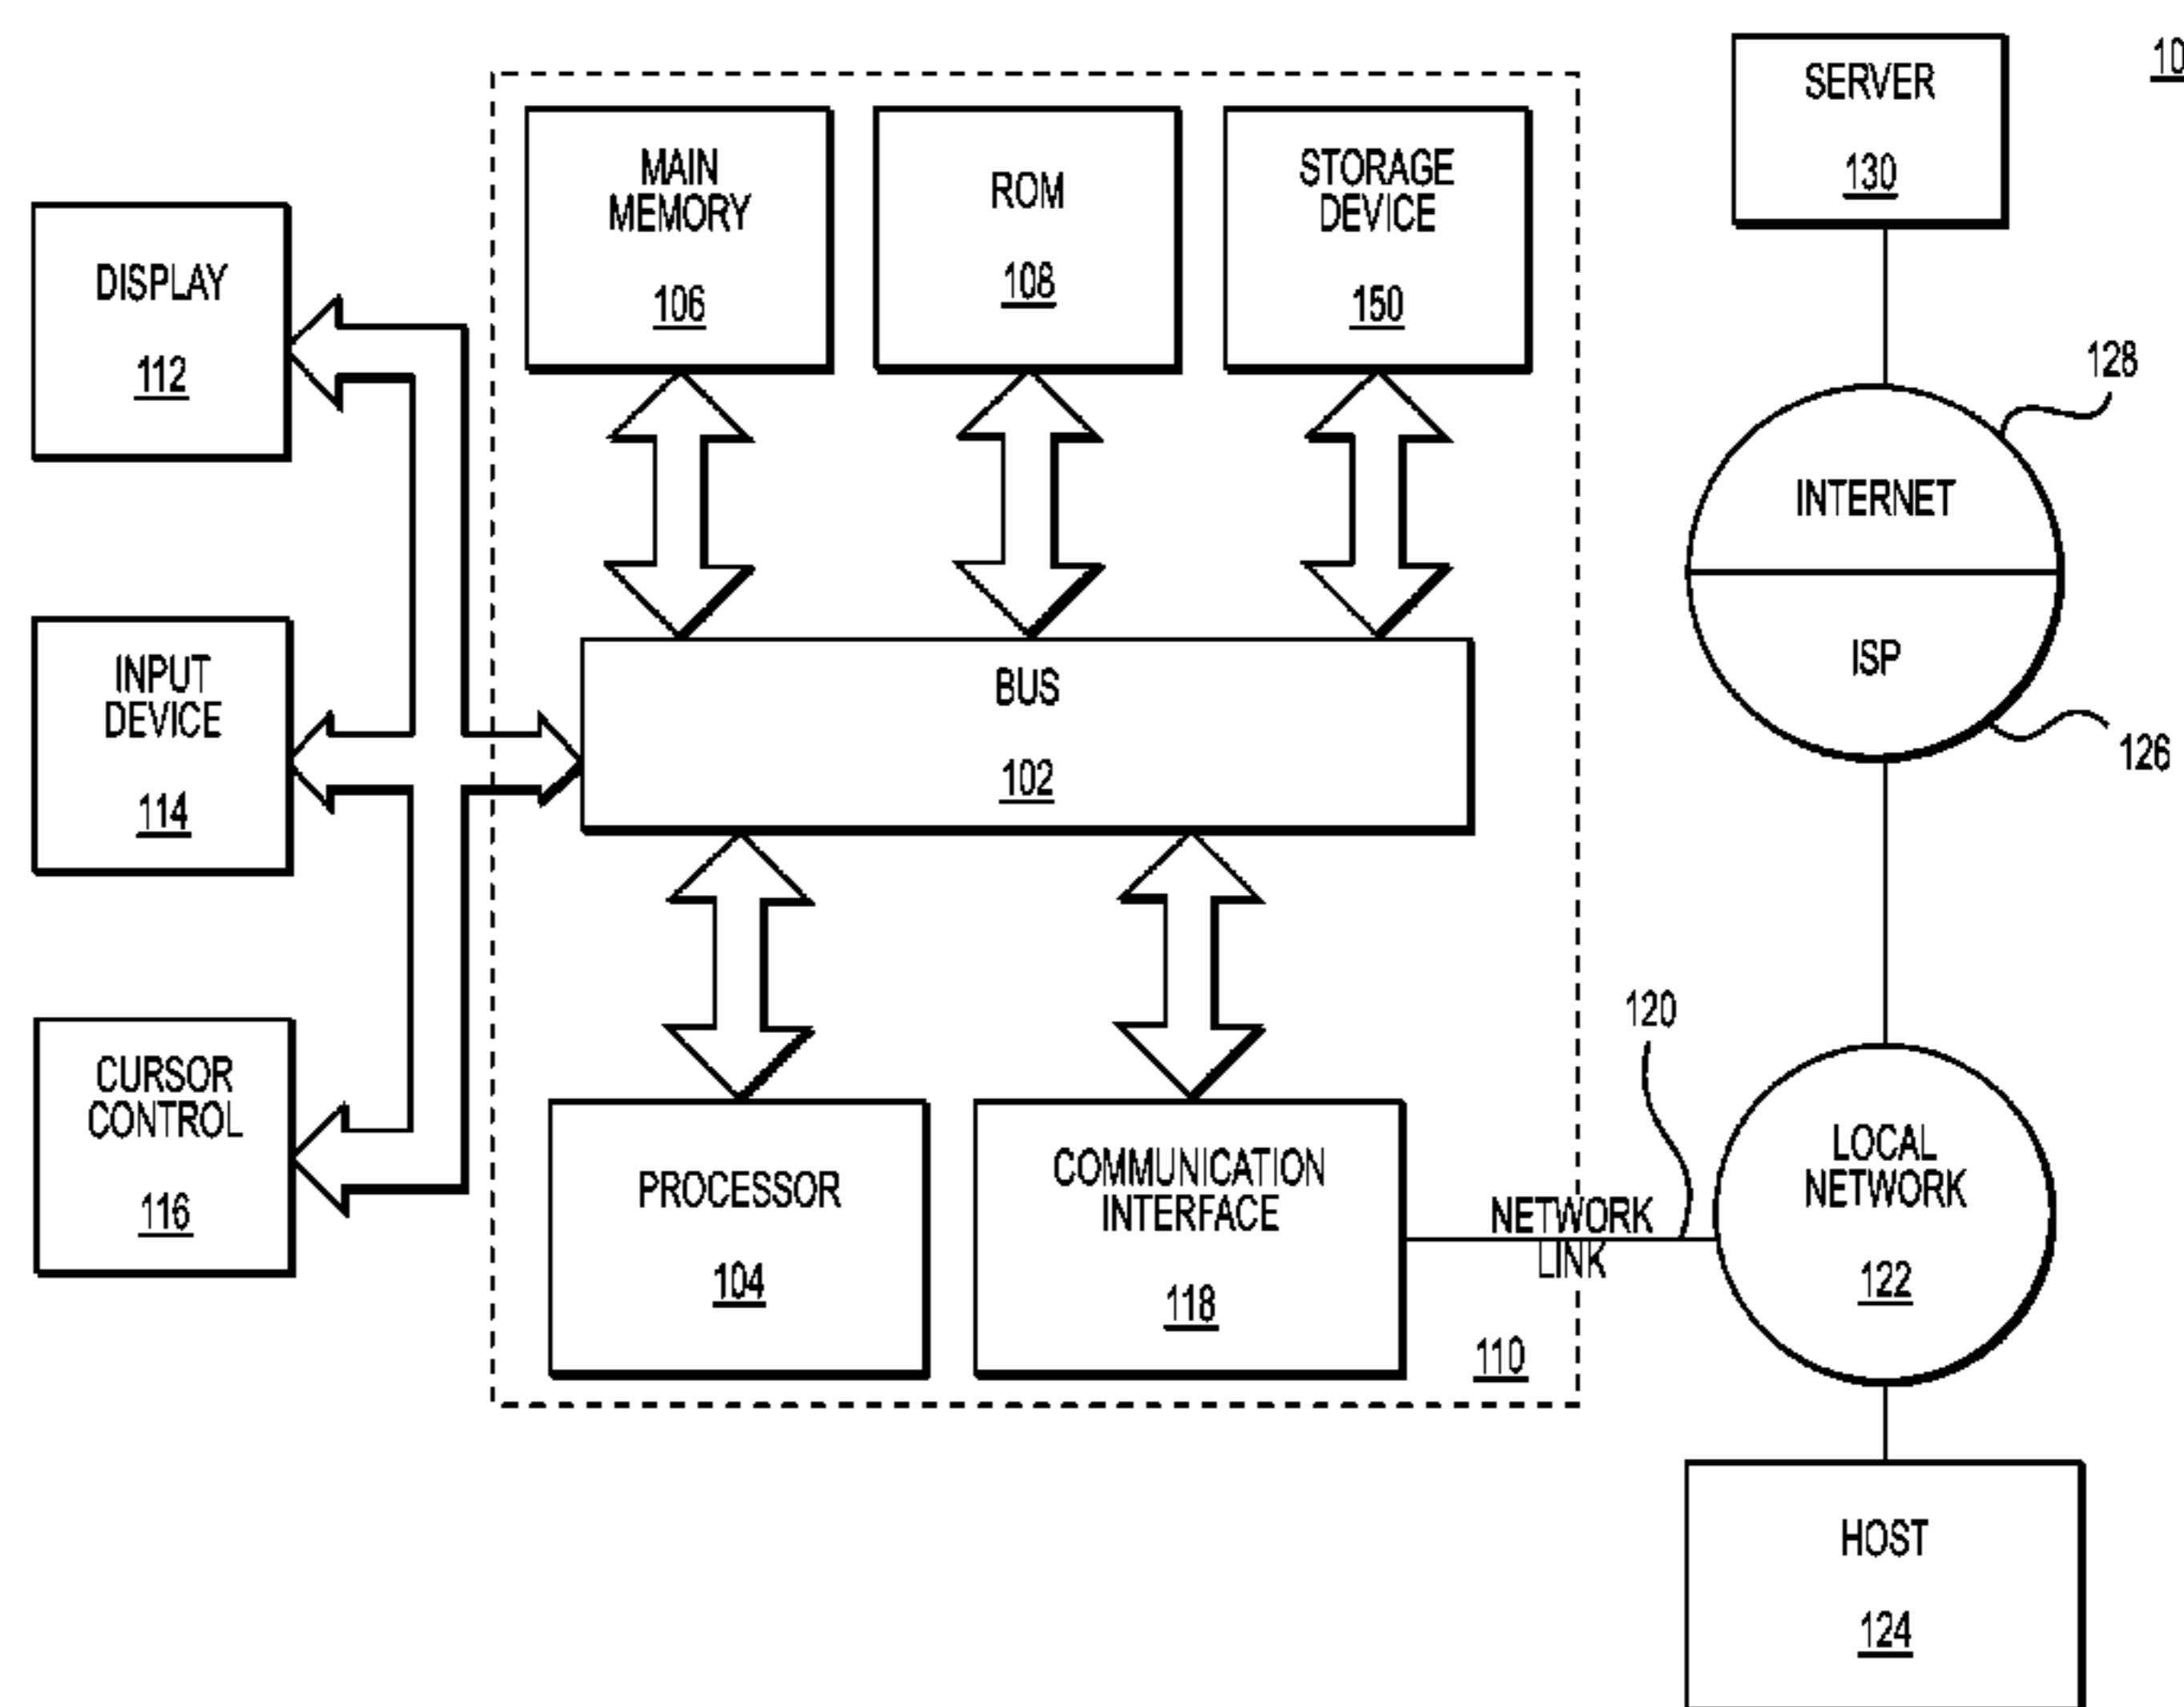 SERVER
130
10
MAIN
MEMORY
106
ROM
108
STORAGE
DEVICE
150
DISPLAY
112
128
INTERNET
ISP
126
INPUT
DEVICE
114
BUS
102
CURSOR
CONTROL
116
PROCESSOR
104
COMMUNICATION
INTERFACE
118
NETWORK
LINK
120
110
LOCAL
NETWORK
122
HOST
124